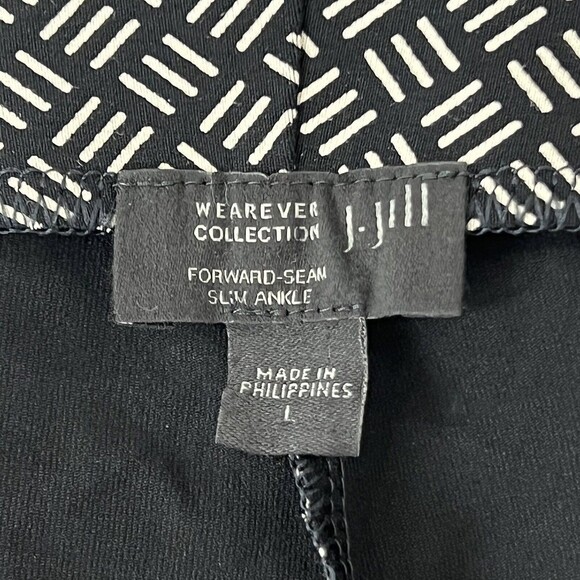 WEAREVER
COLLECTION
J.Jill
FORWARD-SEAM
SLIM ANKLE
MADE IN
PHILIPPINES
L